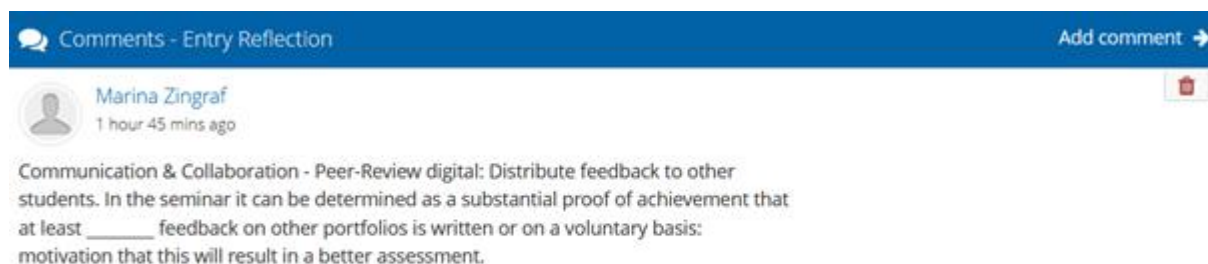 Comments - Entry Reflection
Add comment
Marina Zingraf
1 hour 45 mins ago
Communication & Collaboration - Peer-Review digital: Distribute feedback to other
students. In the seminar it can be determined as a substantial proof of achievement that
at least _______ feedback on other portfolios is written or on a voluntary basis:
motivation that this will result in a better assessment.